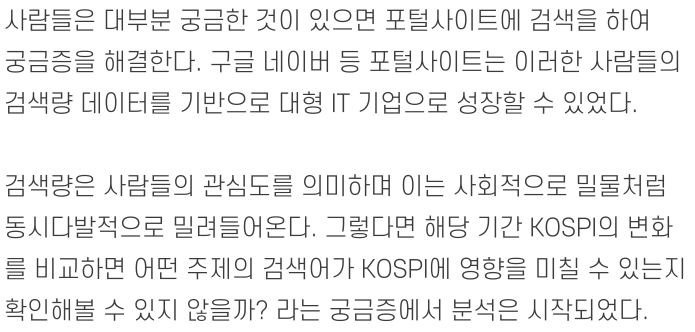 사람들은 대부분 궁금한 것이 있으면 포털사이트에 검색을 하여
궁금증을 해결한다. 구글 네이버 등 포털사이트는 이러한 사람들의
검색량 데이터를 기반으로 대형 IT 기업으로 성장할 수 있었다.
검색량은 사람들의 관심도를 의미하며 이는 사회적으로 밀물처럼
동시다발적으로 밀려들어온다. 그렇다면 해당 기간 KOSPI의 변화
를 비교하면 어떤 주제의 검색어가 KOSPI에 영향을 미칠 수 있는지
확인해볼 수 있지 않을까? 라는 궁금증에서 분석은 시작되었다.